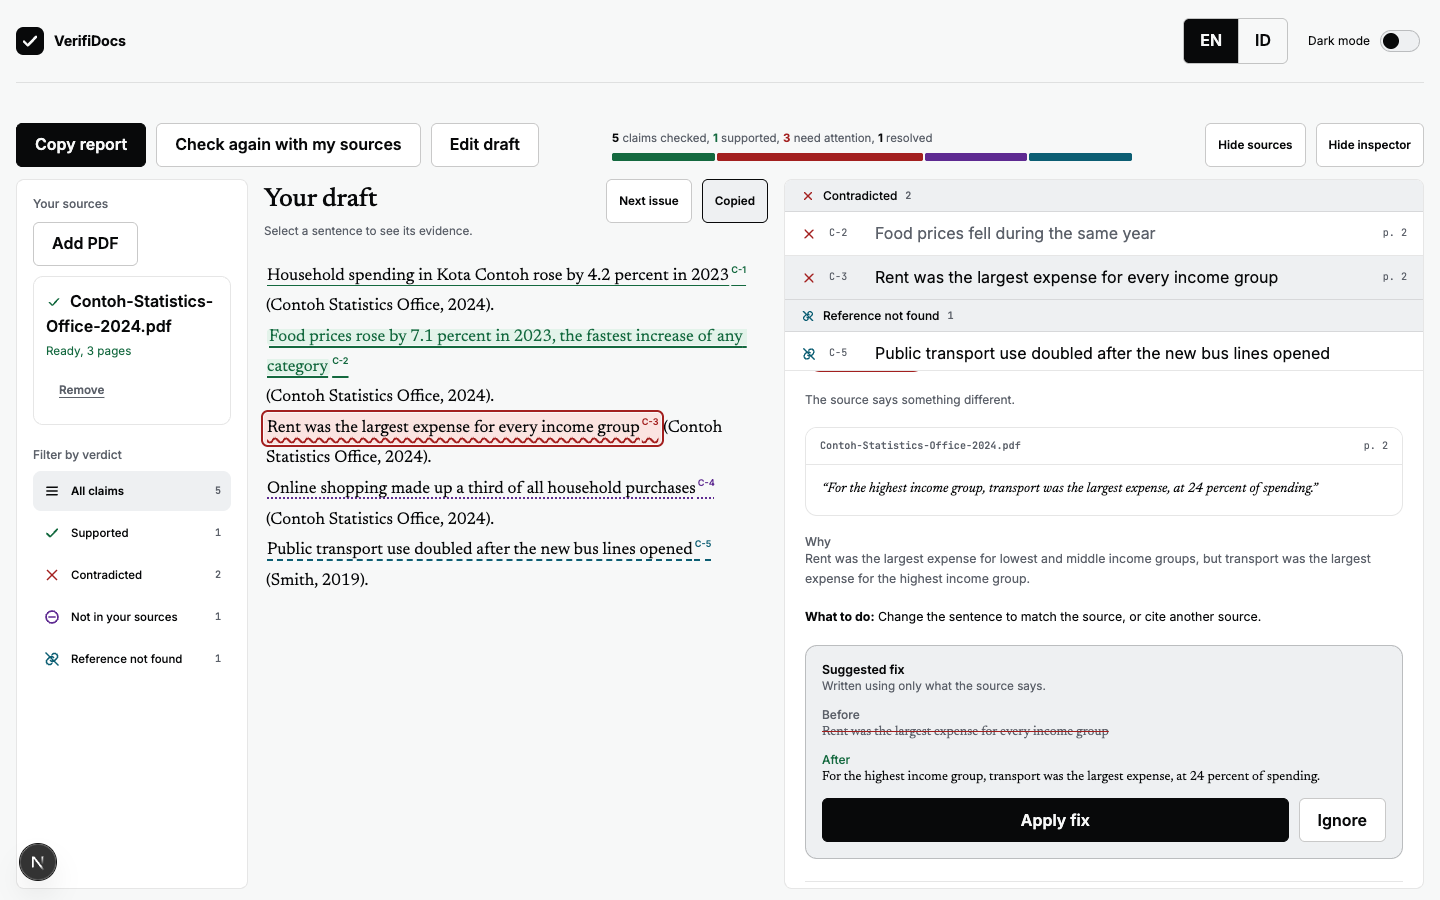 VerifiDocs
EN ID Dark mode
Copy report Check again with my sources Edit draft
5 claims checked, 1 supported, 3 need attention, 1 resolved
Hide sources Hide inspector
Your sources
Add PDF
Contoh-Statistics-
Office-2024.pdf
Ready, 3 pages
Remove
Filter by verdict
All claims 5
Supported 1
Contradicted 2
Not in your sources 1
Reference not found 1
N
Your draft
Next issue Copied
Select a sentence to see its evidence.
Household spending in Kota Contoh rose by 4.2 percent in 2023 C-1
(Contoh Statistics Office, 2024).
Food prices rose by 7.1 percent in 2023, the fastest increase of any
category C-2
(Contoh Statistics Office, 2024).
Rent was the largest expense for every income group C-3 (Contoh
Statistics Office, 2024).
Online shopping made up a third of all household purchases C-4
(Contoh Statistics Office, 2024).
Public transport use doubled after the new bus lines opened C-5
(Smith, 2019).
Contradicted 2
C-2 Food prices fell during the same year p. 2
C-3 Rent was the largest expense for every income group p. 2
Reference not found 1
C-5 Public transport use doubled after the new bus lines opened
The source says something different.
Contoh-Statistics-Office-2024.pdf p. 2
“For the highest income group, transport was the largest expense, at 24 percent of spending.”
Why
Rent was the largest expense for lowest and middle income groups, but transport was the largest
expense for the highest income group.
What to do: Change the sentence to match the source, or cite another source.
Suggested fix
Written using only what the source says.
Before
Rent was the largest expense for every income group
After
For the highest income group, transport was the largest expense, at 24 percent of spending.
Apply fix Ignore